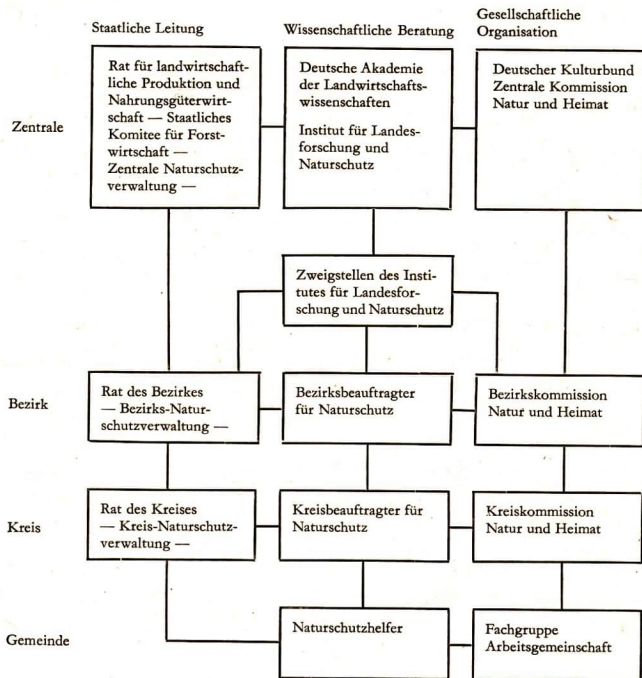 Staatliche Leitung
Wissenschaftliche Beratung
Gesellschaftliche
Organisation
Zentrale
Rat für landwirtschaft-
liche Produktion und
Nahrungsgüterwirt-
schaft — Staatliches
Komitee für Forst-
wirtschaft —
— Zentrale Naturschutz-
verwaltung —
Deutsche Akademie
der Landwirtschafts-
wissenschaften
Institut für Landes-
forschung und
Naturschutz
Deutscher Kulturbund
Zentrale Kommission
Natur und Heimat
Zweigstellen des Insti-
tutes für Landesfor-
schung und Naturschutz
Bezirk
Rat des Bezirkes
— Bezirks-Natur-
schutzverwaltung —
Bezirksbeauftragter
für Naturschutz
Bezirkskommission
Natur und Heimat
Kreis
Rat des Kreises
— Kreis-Naturschutz-
verwaltung —
Kreisbeauftragter für
Naturschutz
Kreiskommission
Natur und Heimat
Gemeinde
Naturschutzhelfer
Fachgruppe
Arbeitsgemeinschaft